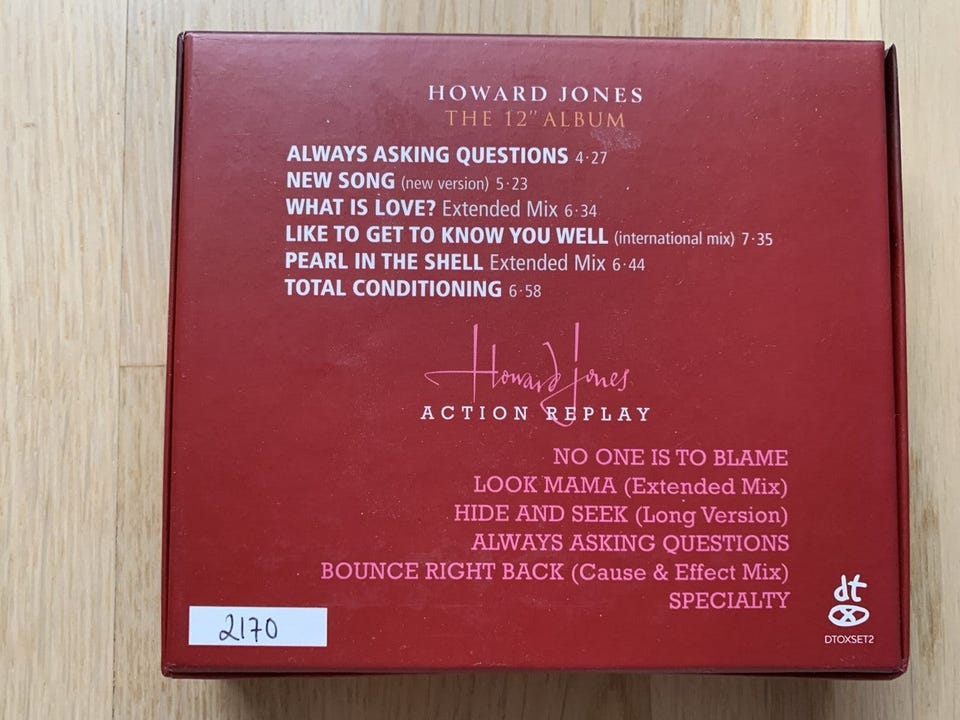 HOWARD JONES
THE 12" ALBUM
ALWAYS ASKING QUESTIONS 4·27
NEW SONG (new version) 5·23
WHAT IS LOVE? Extended Mix 6·34
LIKE TO GET TO KNOW YOU WELL (international mix) 7·35
PEARL IN THE SHELL Extended Mix 6·44
TOTAL CONDITIONING 6·58
Howard Jones
ACTION REPLAY
NO ONE IS TO BLAME
LOOK MAMA (Extended Mix)
HIDE AND SEEK (Long Version)
ALWAYS ASKING QUESTIONS
BOUNCE RIGHT BACK (Cause & Effect Mix)
SPECIALTY
dt
DTOXSET2
2170